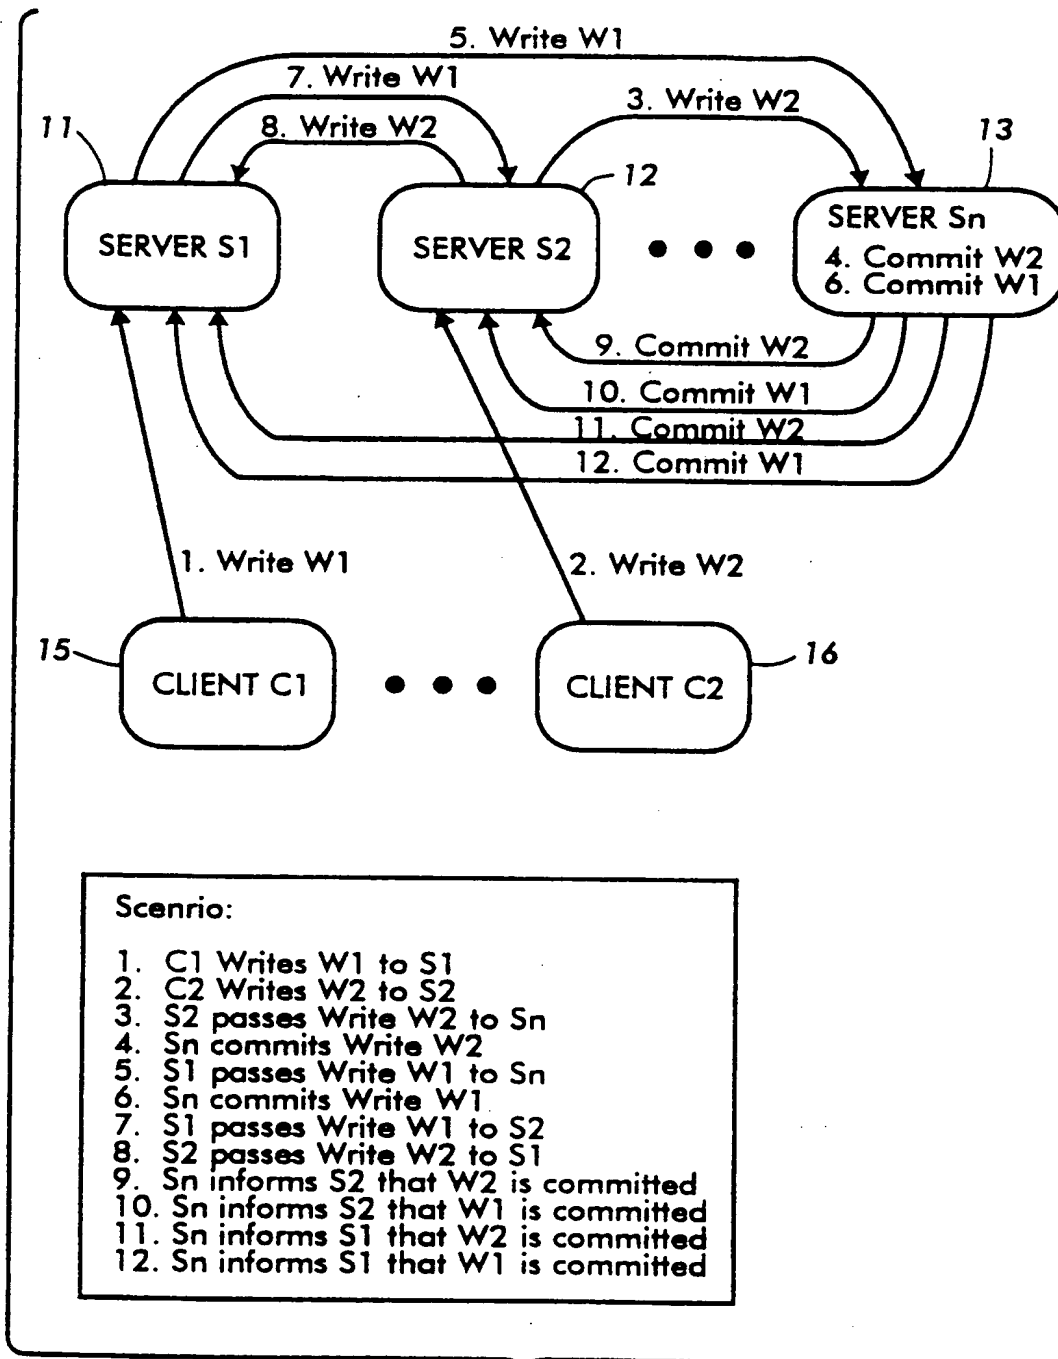 5. Write W1
7. Write W1
3. Write W2
11
8. Write W2
13
12
SERVER S1
SERVER S2
SERVER Sn
4. Commit W2
6. Commit W1
9. Commit W2
10. Commit W1
11. Commit W2
12. Commit W1
1. Write W1
2. Write W2
15
16
CLIENT C1
CLIENT C2
Scenrio:
1. C1 Writes W1 to S1
2. C2 Writes W2 to S2
3. S2 passes Write W2 to Sn
4. Sn commits Write W2
5. S1 passes Write W1 to Sn
6. Sn commits Write W1
7. S1 passes Write W1 to S2
8. S2 passes Write W2 to S1
9. Sn informs S2 that W2 is committed
10. Sn informs S2 that W1 is committed
11. Sn informs S1 that W2 is committed
12. Sn informs S1 that W1 is committed